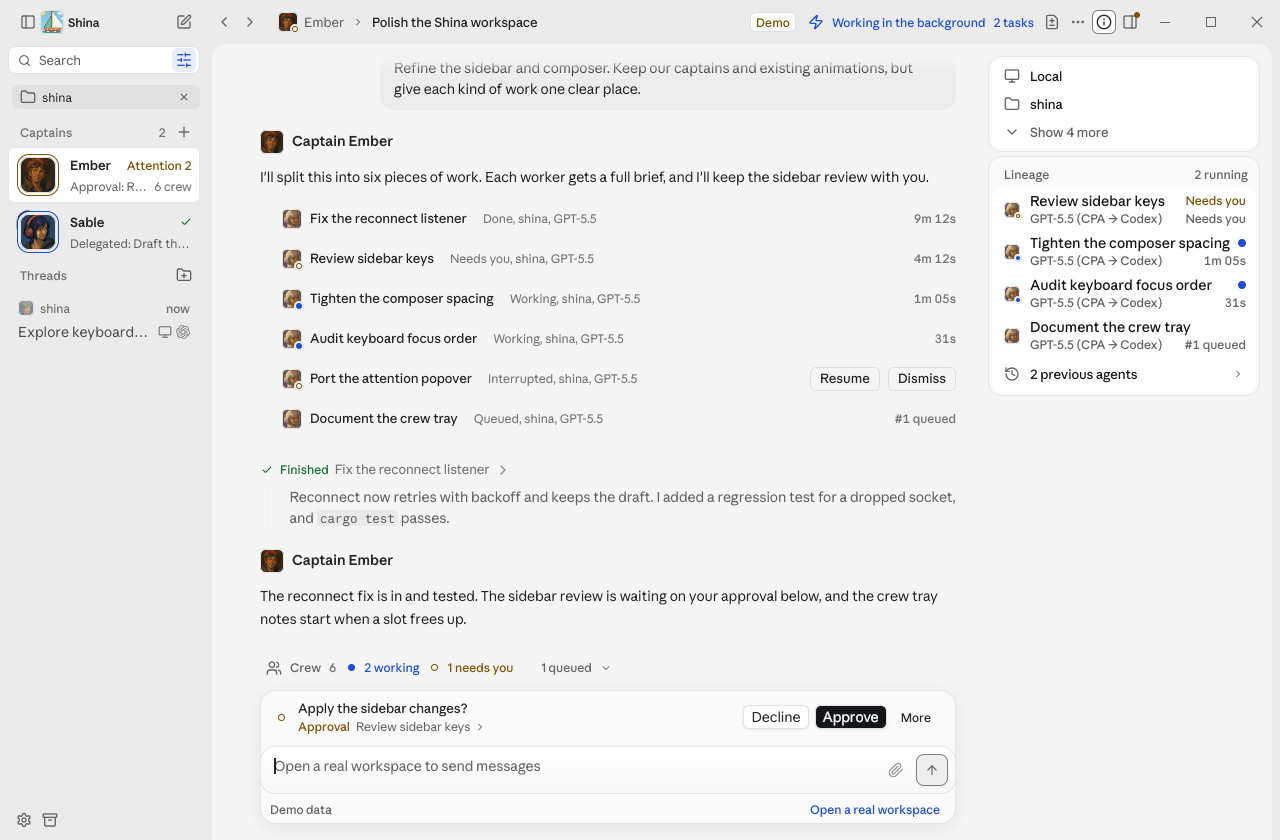 Shina
Ember
Polish the Shina workspace
Demo
Working in the background 2 tasks
Search
shina
Captains 2
Ember Attention 2
Approval: R… 6 crew
Sable
Delegated: Draft th…
Threads
shina now
Explore keyboard…
Refine the sidebar and composer. Keep our captains and existing animations, but
give each kind of work one clear place.
Captain Ember
I'll split this into six pieces of work. Each worker gets a full brief, and I'll keep the sidebar review with you.
Fix the reconnect listener Done, shina, GPT-5.5 9m 12s
Review sidebar keys Needs you, shina, GPT-5.5 4m 12s
Tighten the composer spacing Working, shina, GPT-5.5 1m 05s
Audit keyboard focus order Working, shina, GPT-5.5 31s
Port the attention popover Interrupted, shina, GPT-5.5 Resume Dismiss
Document the crew tray Queued, shina, GPT-5.5 #1 queued
Finished Fix the reconnect listener
Reconnect now retries with backoff and keeps the draft. I added a regression test for a dropped socket,
and cargo test passes.
Captain Ember
The reconnect fix is in and tested. The sidebar review is waiting on your approval below, and the crew tray
notes start when a slot frees up.
Crew 6 2 working 1 needs you 1 queued
Apply the sidebar changes?
Approval Review sidebar keys
Decline Approve More
Open a real workspace to send messages
Demo data Open a real workspace
Local
shina
Show 4 more
Lineage 2 running
Review sidebar keys Needs you
GPT-5.5 (CPA → Codex) Needs you
Tighten the composer spacing
GPT-5.5 (CPA → Codex) 1m 05s
Audit keyboard focus order
GPT-5.5 (CPA → Codex) 31s
Document the crew tray
GPT-5.5 (CPA → Codex) #1 queued
2 previous agents